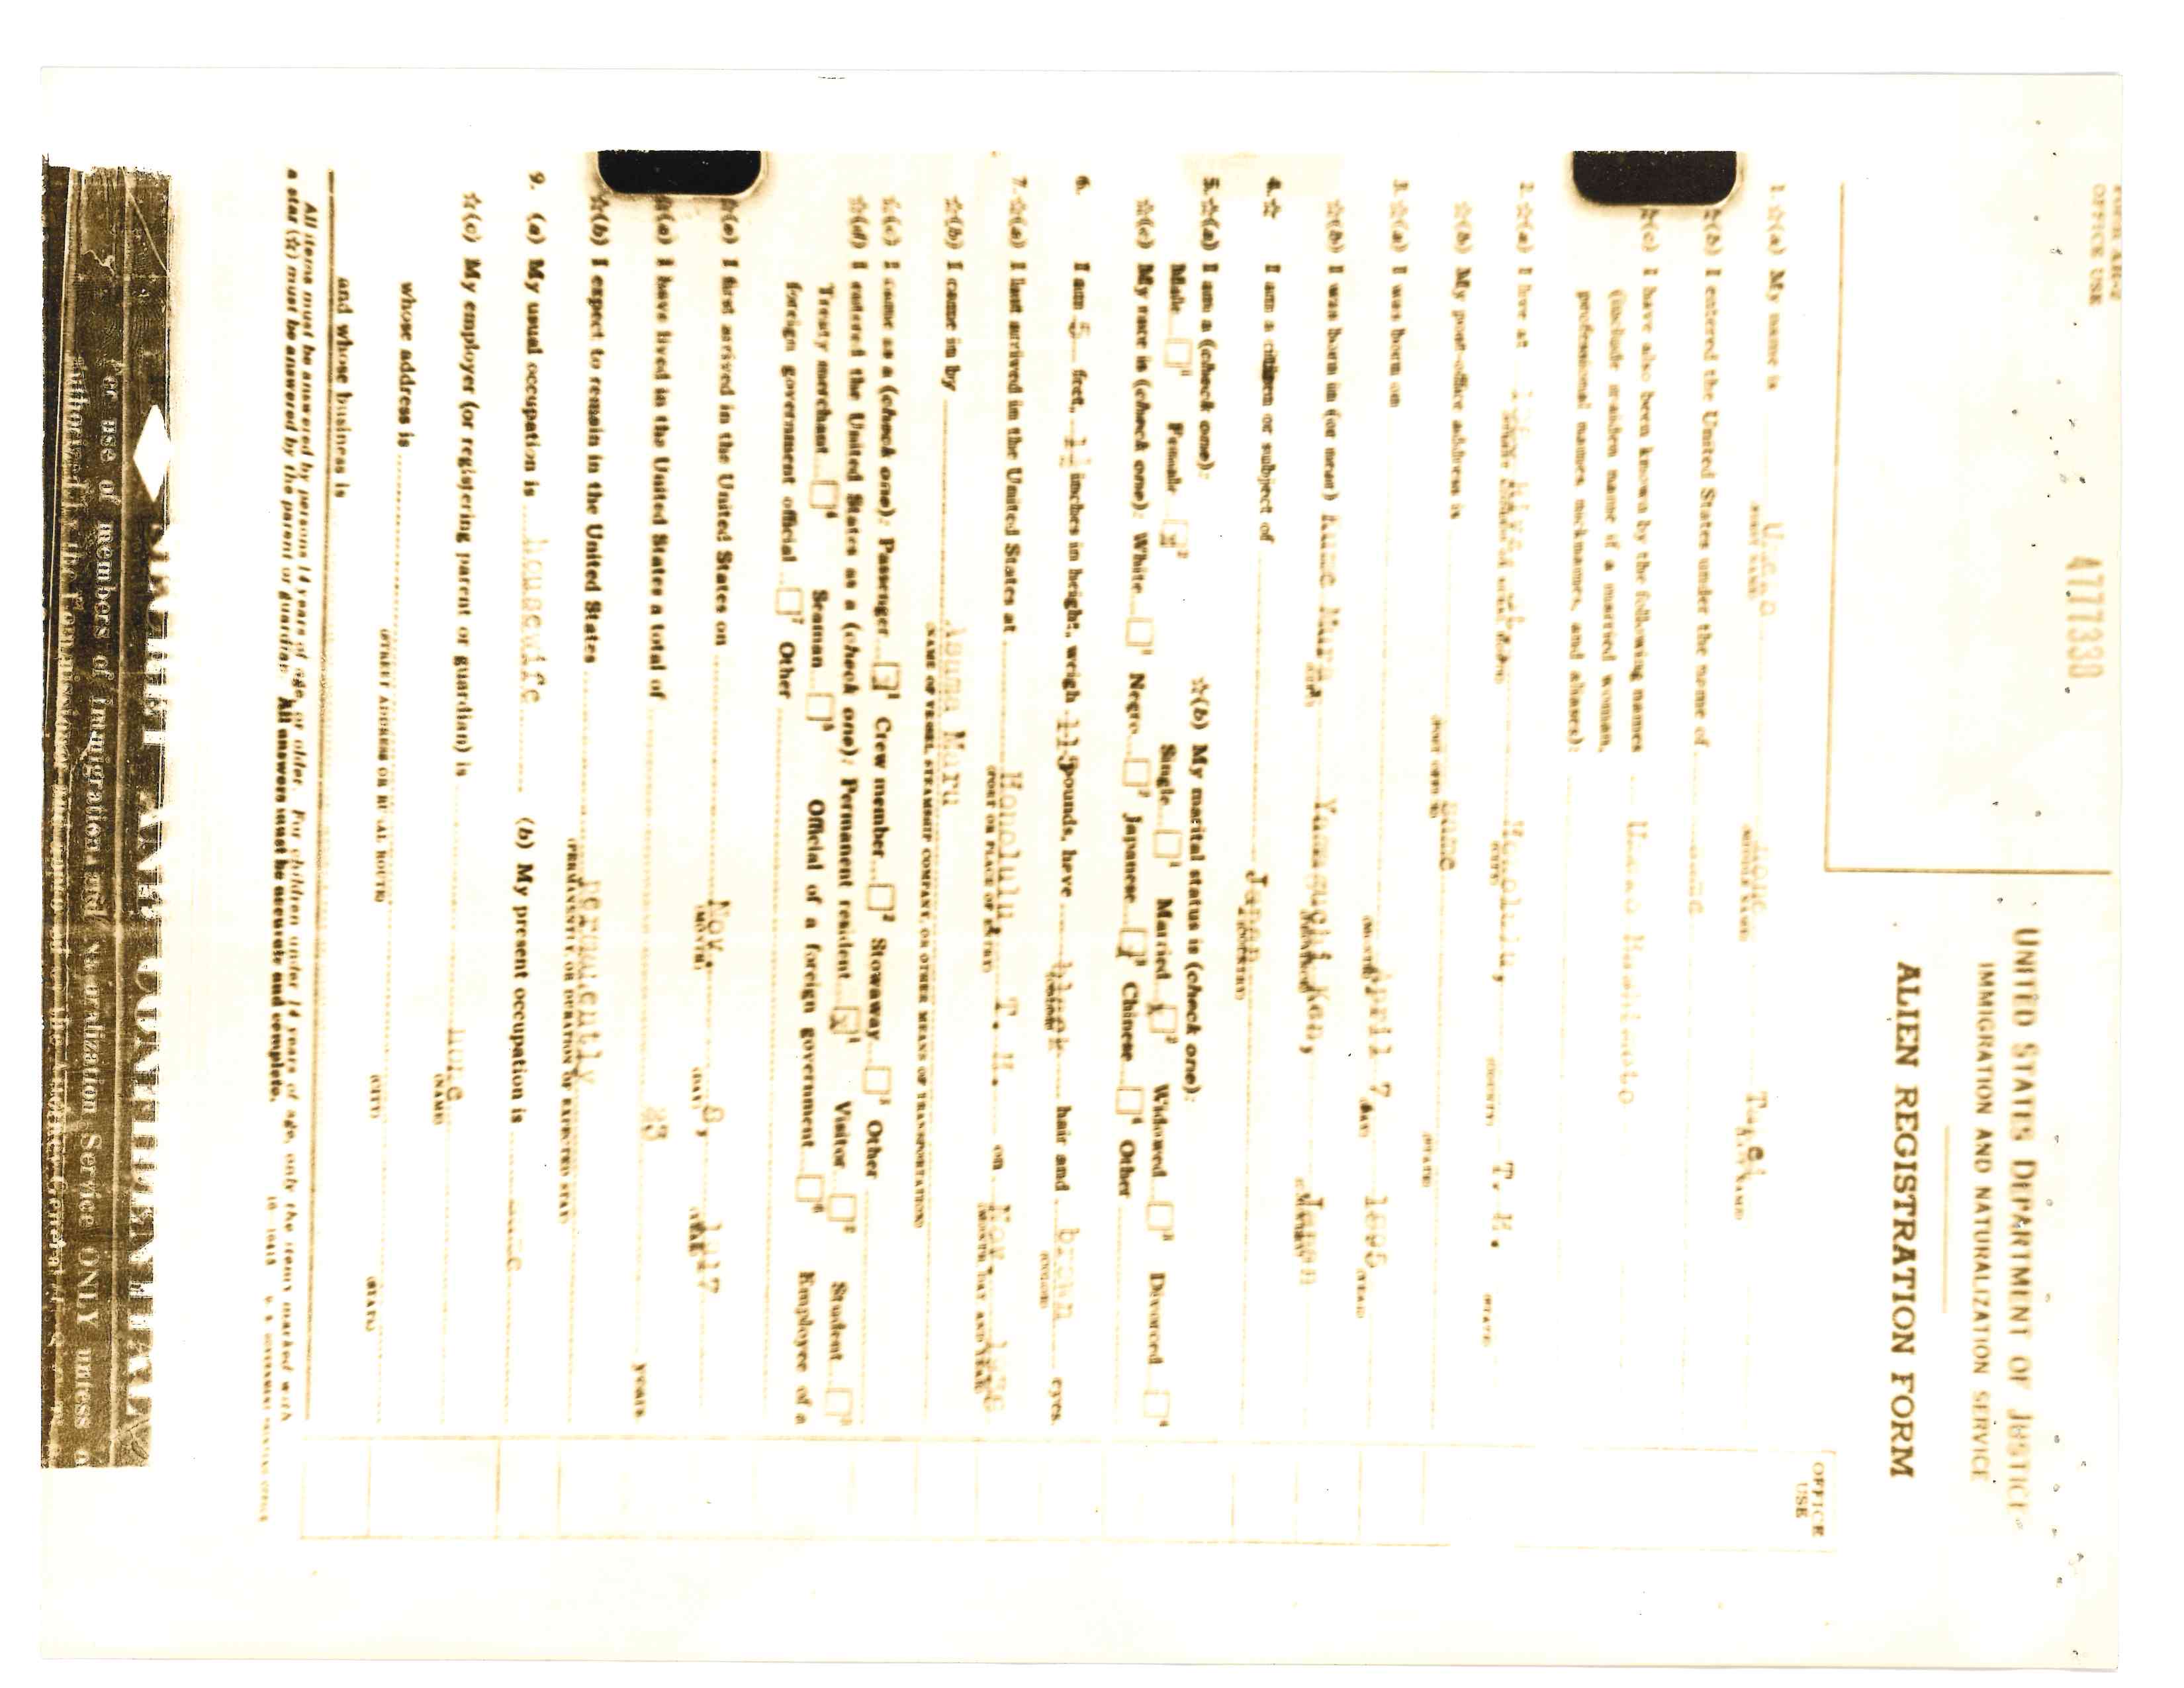 FORM AR-2
OFFICE USE
4777338
UNITED STATES DEPARTMENT OF JUSTICE
IMMIGRATION AND NATURALIZATION SERVICE
ALIEN REGISTRATION FORM
OFFICE
USE
1. ☆(a) My name is
(FIRST NAME) (MIDDLE NAME) (LAST NAME)
☆(b) I entered the United States under the name of same
☆(c) I have also been known by the following names
(include maiden name if a married woman,
professional names, nicknames, and aliases):
2. ☆(a) I live at Honolulu, T. H.
(STREET ADDRESS OR RURAL ROUTE) (CITY) (COUNTY) (STATE)
☆(b) My post-office address is same
(POST OFFICE) (STATE)
3. ☆(a) I was born on April 7, 1895
(MONTH) (DAY) (YEAR)
☆(b) I was born in (or near) Yamaguchi Ken, Japan
(CITY) (PROVINCE) (COUNTRY)
4. ☆ I am a citizen or subject of Japan
(COUNTRY)
5. ☆(a) I am a (check one): ☆(b) My marital status is (check one):
Male 1 Female x 2 Single 1 Married x 2 Widowed 3 Divorced 4
☆(c) My race is (check one): White 1 Negro 2 Japanese x 3 Chinese 4 Other
6. I am 5 feet, inches in height, weigh 115 pounds, have black hair and brown eyes.
(COLOR) (COLOR)
7. ☆(a) I last arrived in the United States at Honolulu, T. H. on Nov.
(PORT OR PLACE OF ENTRY) (MONTH, DAY AND YEAR)
☆(b) I came in by Asama Maru
(NAME OF VESSEL, STEAMSHIP COMPANY, OR OTHER MEANS OF TRANSPORTATION)
☆(c) I came as a (check one): Passenger x 1 Crew member 2 Stowaway 3 Other
☆(d) I entered the United States as a (check one): Permanent resident x 1 Visitor 2 Student 3
Treaty merchant 4 Seaman 5 Official of a foreign government 6 Employee of a
foreign government official 7 Other
☆(e) I first arrived in the United States on Nov. 8, 1917
(MONTH) (DAY) (YEAR)
☆(a) I have lived in the United States a total of 23 years
☆(b) I expect to remain in the United States permanently
(PERMANENTLY, OR DURATION OF EXPECTED STAY)
9. (a) My usual occupation is housewife (b) My present occupation is same
☆(c) My employer (or registering parent or guardian) is none
(NAME)
whose address is
(STREET ADDRESS OR RURAL ROUTE) (CITY) (STATE)
and whose business is
All items must be answered by persons 14 years of age, or older. For children under 14 years of age, only the items marked with
a star (☆) must be answered by the parent or guardian. All answers must be accurate and complete.
16—10415 U. S. GOVERNMENT PRINTING OFFICE
SECRET AND CONFIDENTIAL
For use of members of Immigration and Naturalization Service ONLY unless
authorized by the Commissioner and approved by the Attorney General